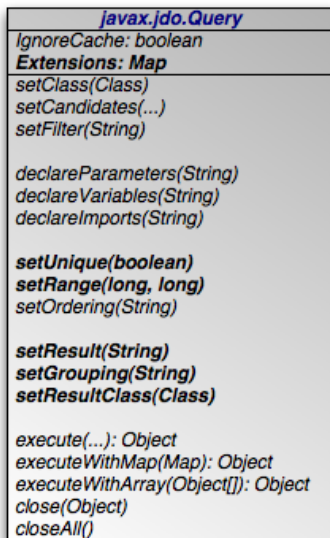 javax.jdo.Query
IgnoreCache: boolean
Extensions: Map
setClass(Class)
setCandidates(...)
setFilter(String)
declareParameters(String)
declareVariables(String)
declareImports(String)
setUnique(boolean)
setRange(long, long)
setOrdering(String)
setResult(String)
setGrouping(String)
setResultClass(Class)
execute(...): Object
executeWithMap(Map): Object
executeWithArray(Object[]): Object
close(Object)
closeAll()